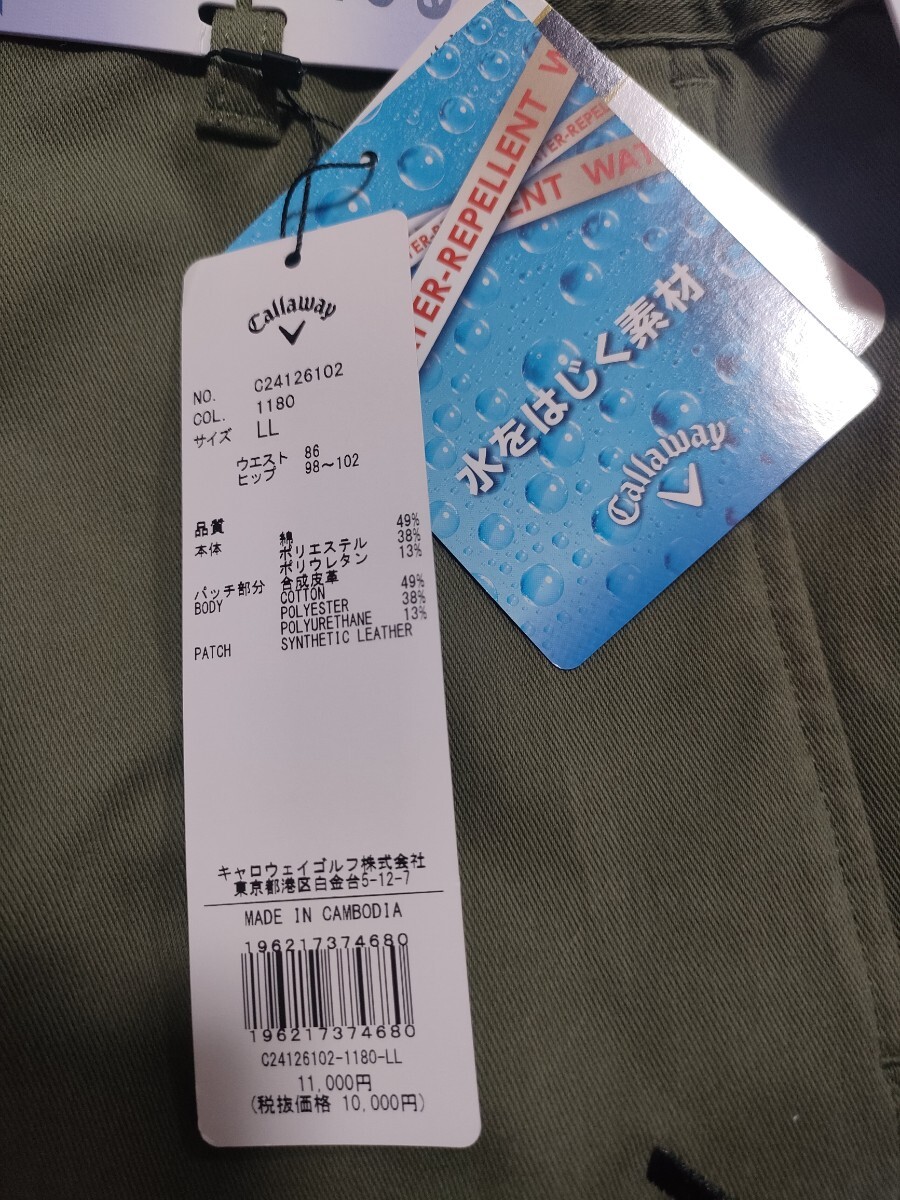 Callaway
NO. C24126102
COL. 1180
サイズ LL
ウエスト 86
ヒップ 98～102
品質
本体 綿 49%
ポリエステル 38%
ポリウレタン 13%
パッチ部分 合成皮革
BODY COTTON 49%
POLYESTER 38%
POLYURETHANE 13%
PATCH SYNTHETIC LEATHER
キャロウェイゴルフ株式会社
東京都港区白金台5-12-7
MADE IN CAMBODIA
196217374680
196217374680
C24126102-1180-LL
11,000円
(税抜価格 10,000円)
WATER-REPELLENT W
ENT WAT
水をはじく素材
Callaway